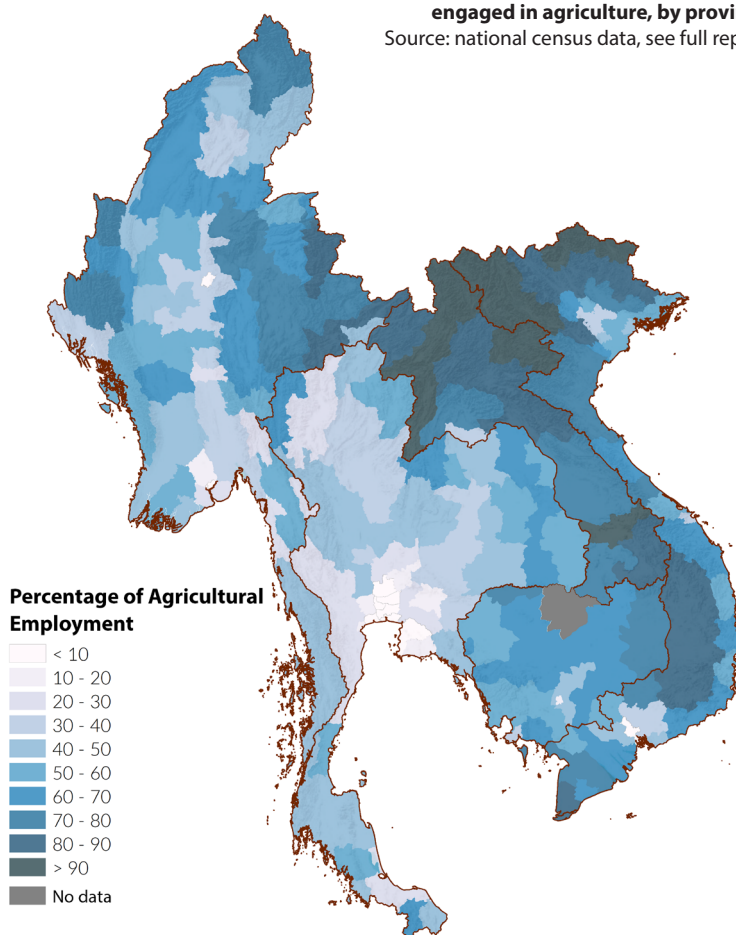 engaged in agriculture, by provi
Source: national census data, see full rep
Percentage of Agricultural
Employment
< 10
10 - 20
20 - 30
30 - 40
40 - 50
50 - 60
60 - 70
70 - 80
80 - 90
> 90
No data